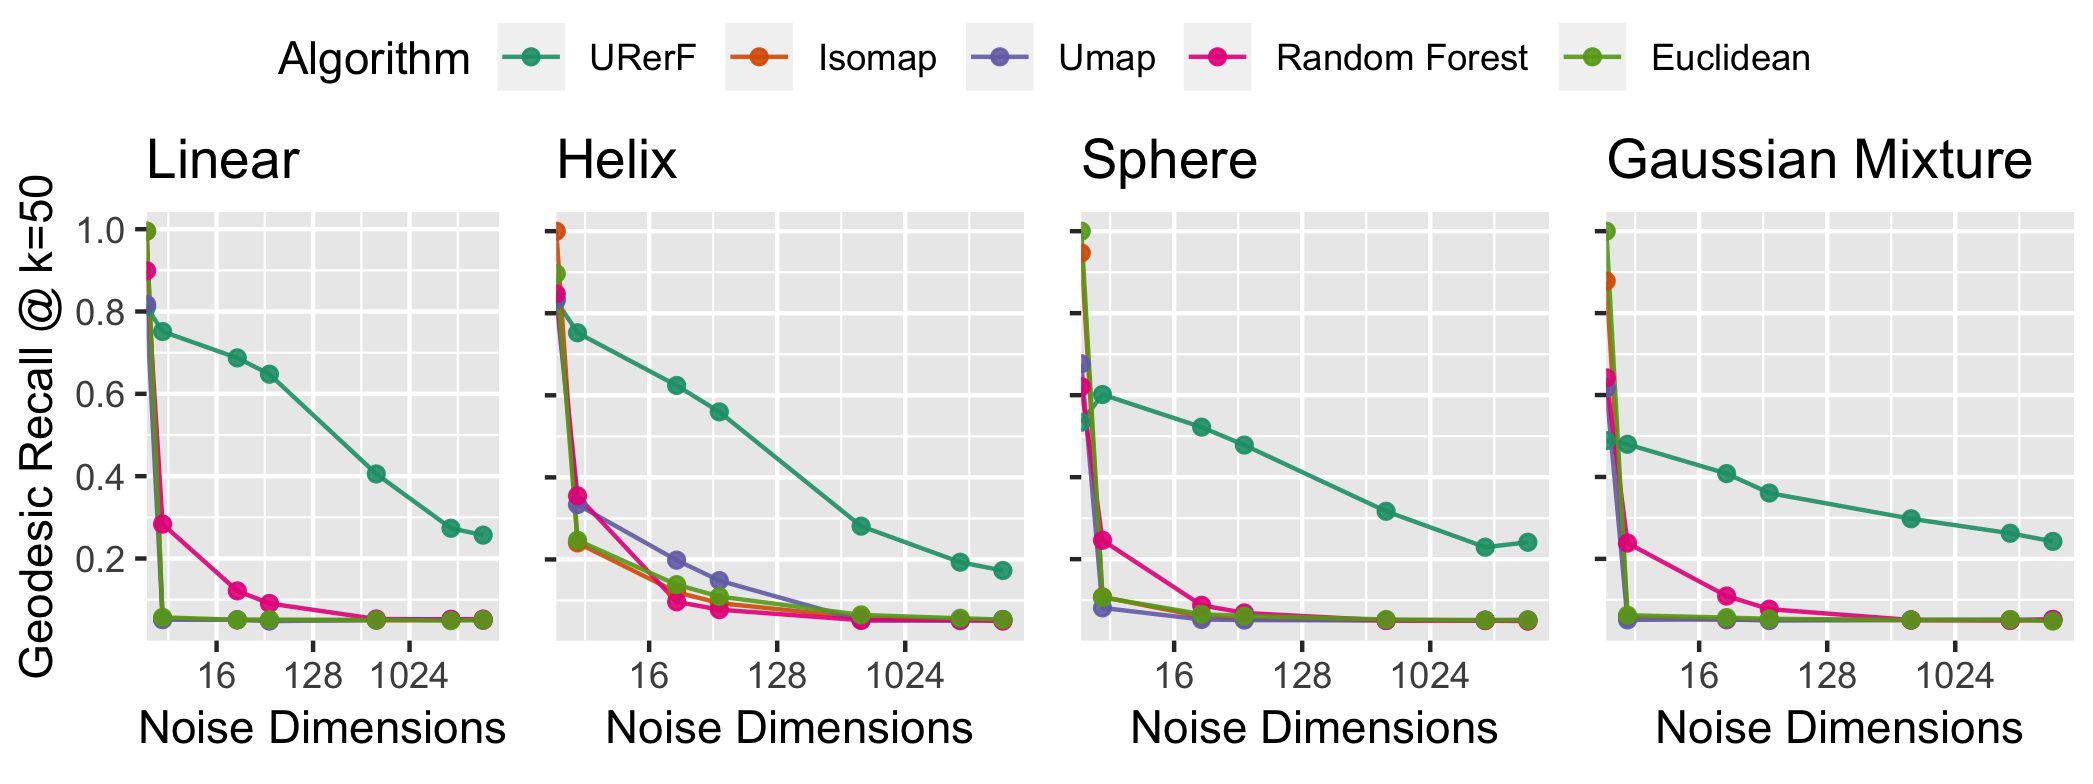 Algorithm URerF Isomap Umap Random Forest Euclidean
Linear Helix Sphere Gaussian Mixture
Geodesic Recall @ k=50
1.0
0.8
0.6
0.4
0.2
16 128 1024 16 128 1024 16 128 1024 16 128 1024
Noise Dimensions Noise Dimensions Noise Dimensions Noise Dimensions